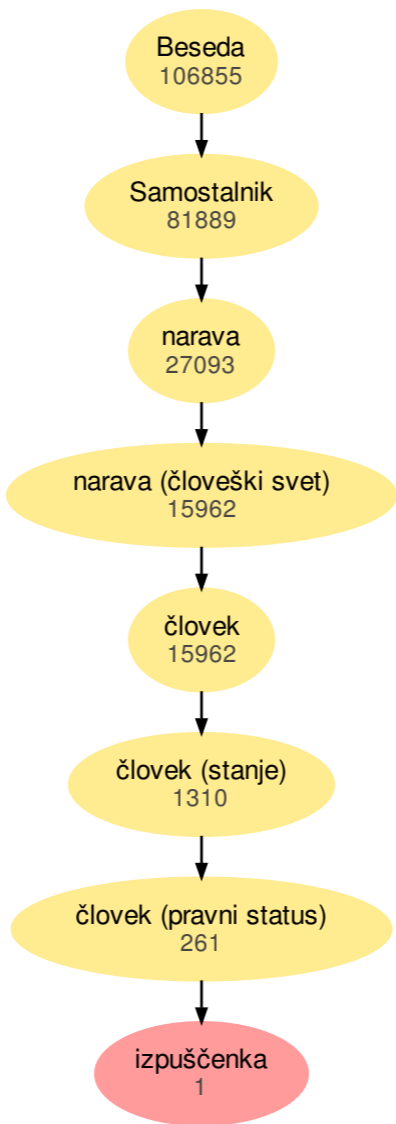 Beseda
106855
Samostalnik
81889
narava
27093
narava (človeški svet)
15962
človek
15962
človek (stanje)
1310
človek (pravni status)
261
izpuščenka
1